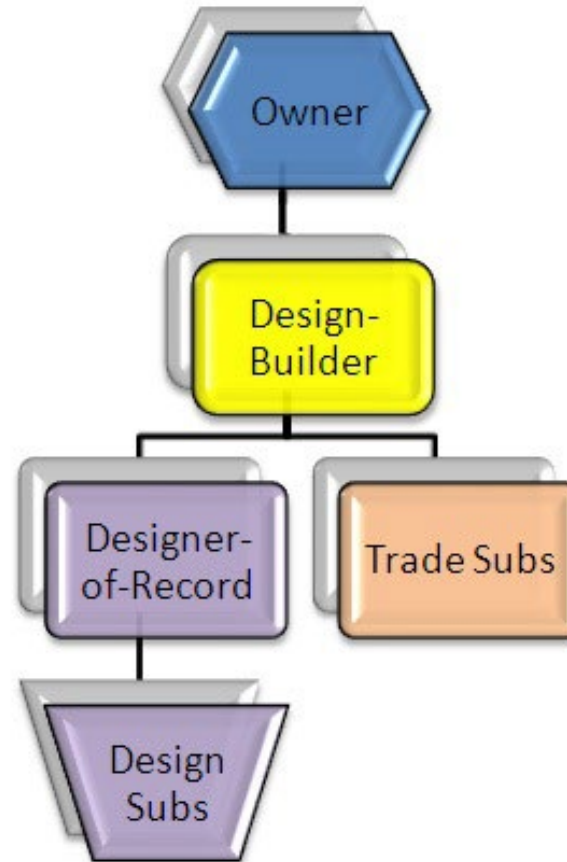 Owner
Design-
Builder
Designer-
of-Record
Trade Subs
Design
Subs